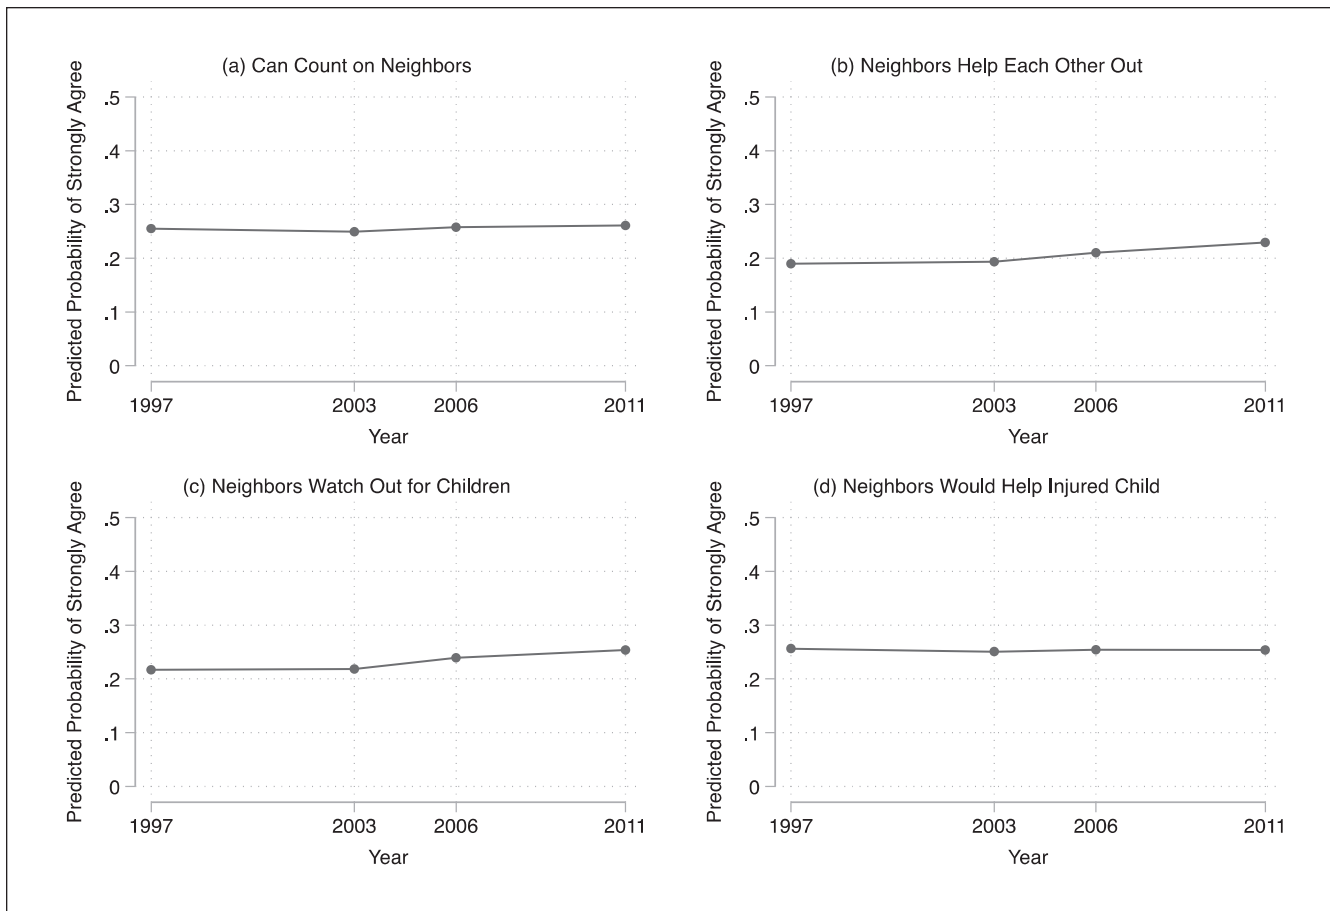 (a) Can Count on Neighbors
Predicted Probability of Strongly Agree
.5
.4
.3
.2
.1
0
1997 2003 2006 2011
Year
(b) Neighbors Help Each Other Out
Predicted Probability of Strongly Agree
.5
.4
.3
.2
.1
0
1997 2003 2006 2011
Year
(c) Neighbors Watch Out for Children
Predicted Probability of Strongly Agree
.5
.4
.3
.2
.1
0
1997 2003 2006 2011
Year
(d) Neighbors Would Help Injured Child
Predicted Probability of Strongly Agree
.5
.4
.3
.2
.1
0
1997 2003 2006 2011
Year